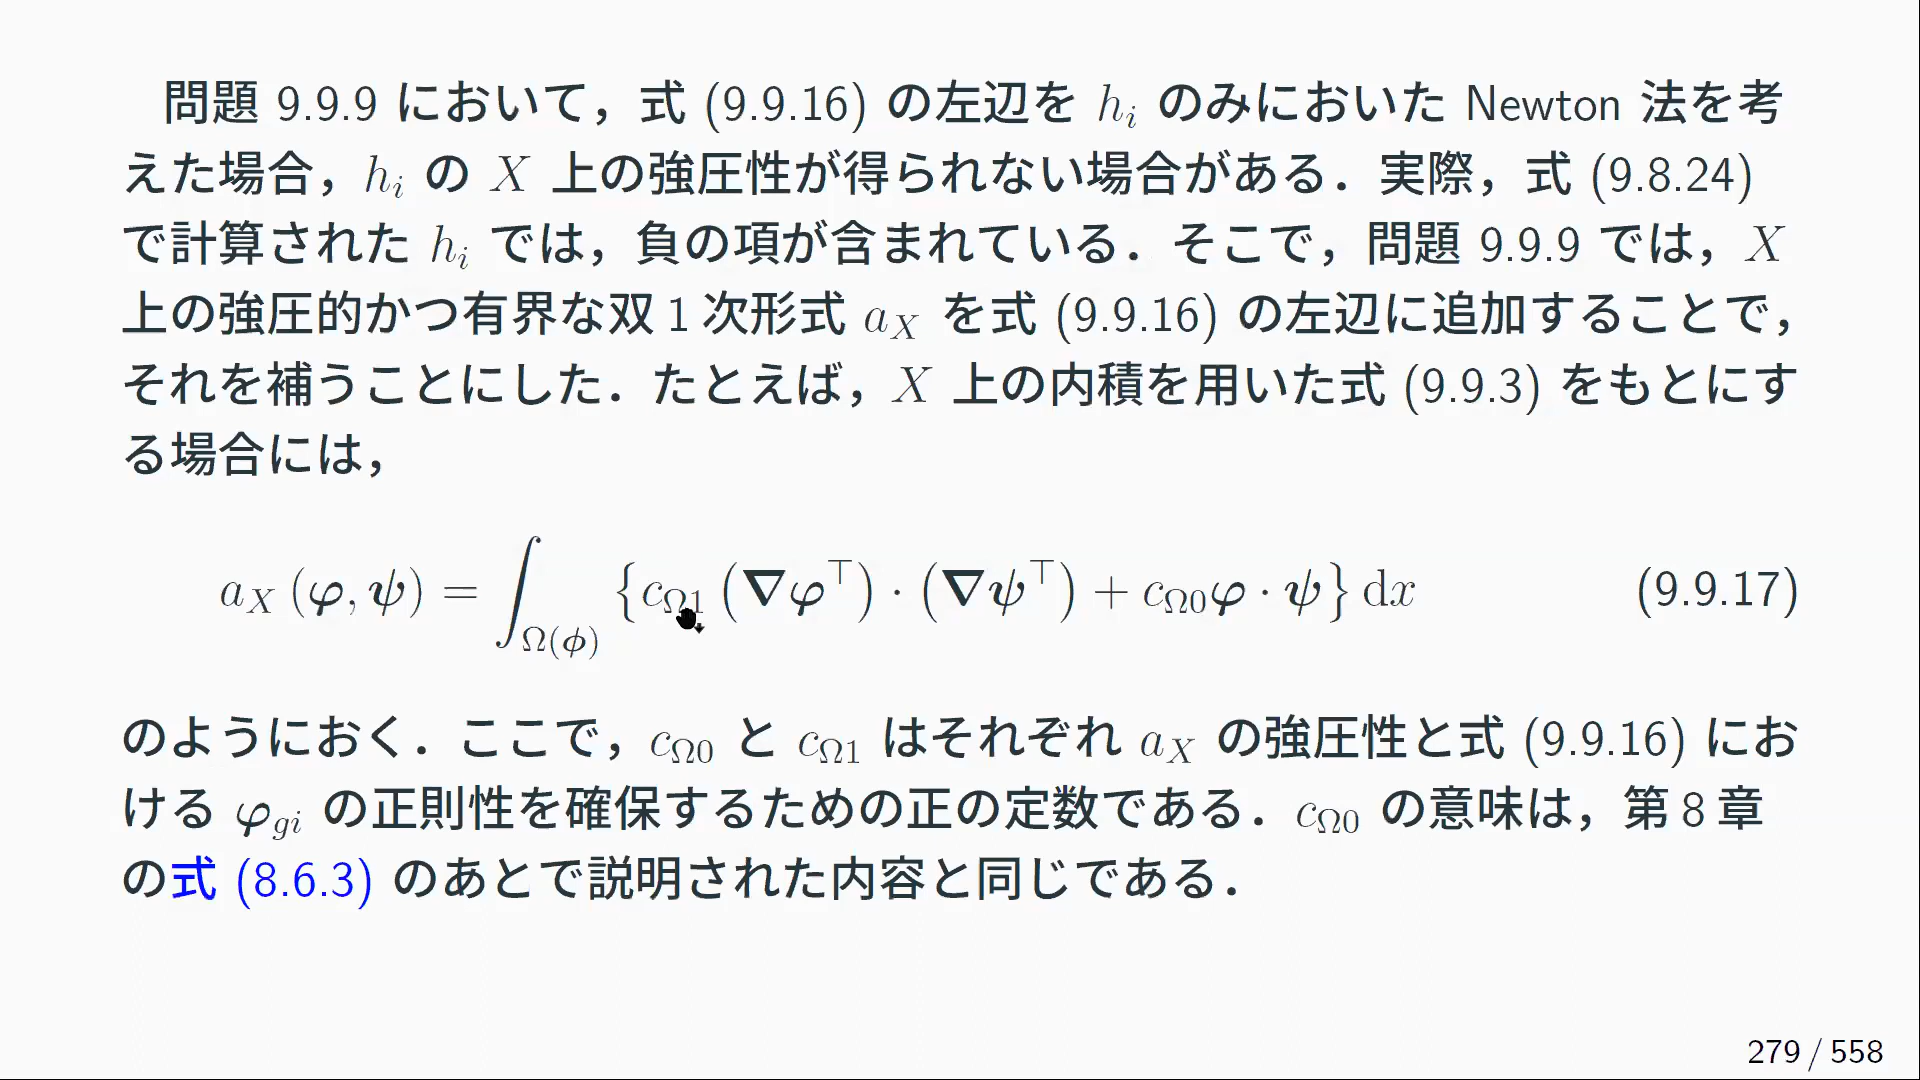 問題 9.9.9 において，式 (9.9.16) の左辺を h_i のみにおいた Newton 法を考
えた場合，h_i の X 上の強圧性が得られない場合がある．実際，式 (9.8.24)
で計算された h_i では，負の項が含まれている．そこで，問題 9.9.9 では，X
上の強圧的かつ有界な双 1 次形式 a_X を式 (9.9.16) の左辺に追加することで，
それを補うことにした．たとえば，X 上の内積を用いた式 (9.9.3) をもとにす
る場合には，
a_X (φ, ψ) = ∫_{Ω(ϕ)} {c_{Ω1} (∇φ^⊤) · (∇ψ^⊤) + c_{Ω0}φ · ψ} dx (9.9.17)
のようにおく．ここで，c_{Ω0} と c_{Ω1} はそれぞれ a_X の強圧性と式 (9.9.16) にお
ける φ_{gi} の正則性を確保するための正の定数である．c_{Ω0} の意味は，第 8 章
の式 (8.6.3) のあとで説明された内容と同じである．
279 / 558